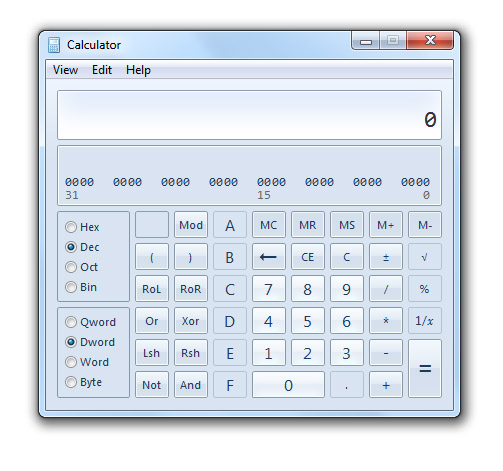 Calculator
View Edit Help
0
0000 0000 0000 0000 0000 0000 0000 0000
31 15 0
Hex Mod A MC MR MS M+ M-
Dec ( ) B ← CE C ± √
Oct RoL RoR C 7 8 9 / %
Bin
Qword Or Xor D 4 5 6 * 1/x
Dword
Word Lsh Rsh E 1 2 3 - =
Byte Not And F 0 . +